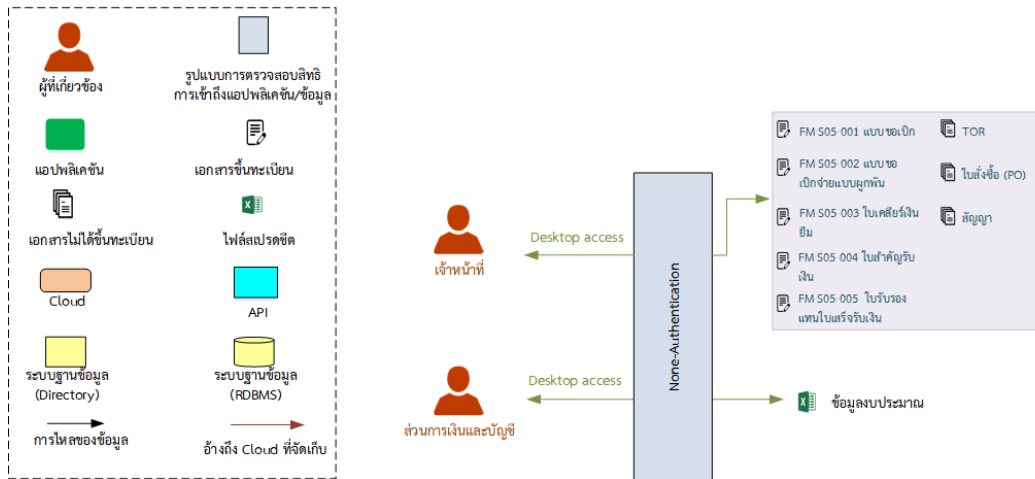 ผู้ที่เกี่ยวข้อง
รูปแบบการตรวจสอบสิทธิ
การเข้าถึงแอปพลิเคชัน/ข้อมูล
แอปพลิเคชัน
เอกสารขึ้นทะเบียน
เอกสารไม่ได้ขึ้นทะเบียน
ไฟล์สเปรดชีต
Cloud
API
ระบบฐานข้อมูล
(Directory)
ระบบฐานข้อมูล
(RDBMS)
การไหลของข้อมูล
อ้างถึง Cloud ที่จัดเก็บ
เจ้าหน้าที่
Desktop access
ส่วนการเงินและบัญชี
Desktop access
None-Authentication
FM S05 001 แบบขอเบิก
FM S05 002 แบบขอ
เบิกจ่ายแบบผูกพัน
FM S05 003 ใบเคลียร์เงิน
ยืม
FM S05 004 ใบสำคัญรับ
เงิน
FM S05 005 ใบรับรอง
แทนใบเสร็จรับเงิน
TOR
ใบสั่งซื้อ (PO)
สัญญา
ข้อมูลงบประมาณ